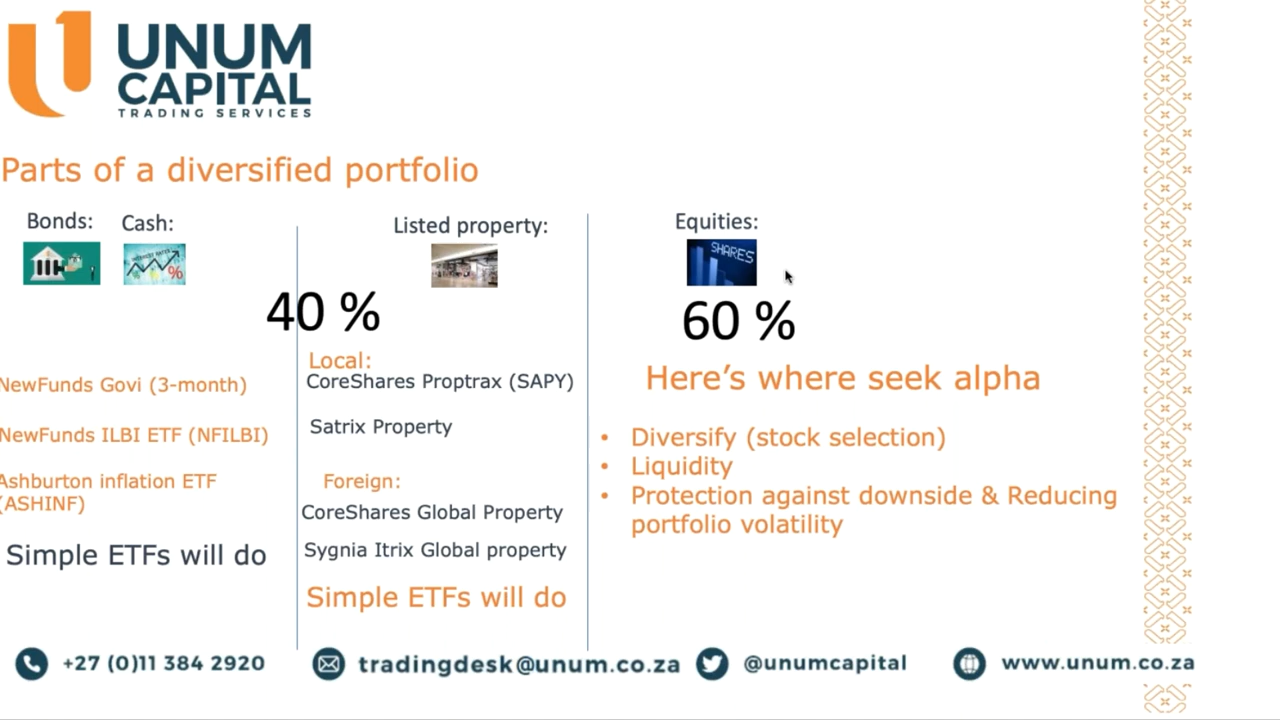 UNUM
CAPITAL
TRADING SERVICES
Parts of a diversified portfolio
Bonds:
Cash:
Listed property:
Equities:
INTEREST RATES
%
SHARES
40 %
60 %
NewFunds Govi (3-month)
NewFunds ILBI ETF (NFILBI)
Ashburton inflation ETF
(ASHINF)
Simple ETFs will do
Local:
CoreShares Proptrax (SAPY)
Satrix Property
Foreign:
CoreShares Global Property
Sygnia Itrix Global property
Simple ETFs will do
Here's where seek alpha
• Diversify (stock selection)
• Liquidity
• Protection against downside & Reducing
portfolio volatility
+27 (0)11 384 2920
tradingdesk@unum.co.za
@unumcapital
www.unum.co.za